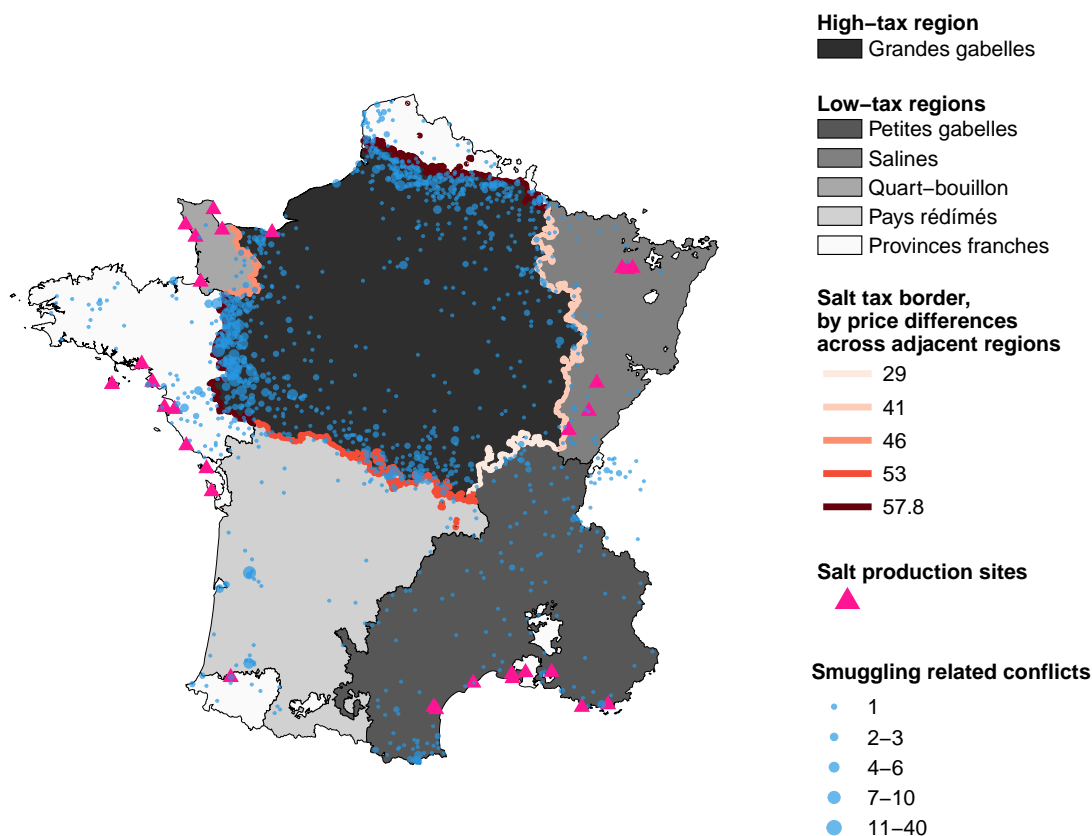 High−tax region
Grandes gabelles
Low−tax regions
Petites gabelles
Salines
Quart−bouillon
Pays rédímés
Provinces franches
Salt tax border,
by price differences
across adjacent regions
29
41
46
53
57.8
Salt production sites
Smuggling related conflicts
1
2−3
4−6
7−10
11−40